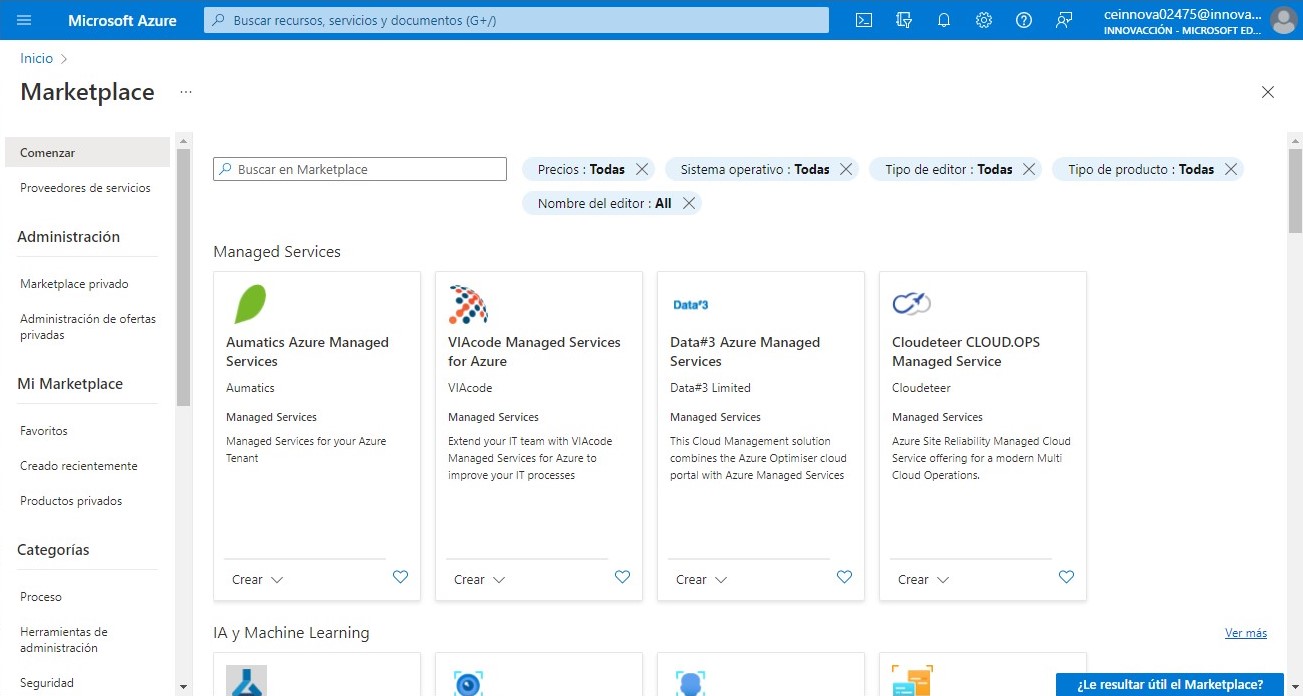 Microsoft Azure
Buscar recursos, servicios y documentos (G+/)
ceinnova02475@innova...
INNOVACCIÓN - MICROSOFT ED...
Inicio
Marketplace
...
Comenzar
Proveedores de servicios
Administración
Marketplace privado
Administración de ofertas
privadas
Mi Marketplace
Favoritos
Creado recientemente
Productos privados
Categorías
Proceso
Herramientas de
administración
Seguridad
Buscar en Marketplace
Precios : Todas
Sistema operativo : Todas
Tipo de editor : Todas
Tipo de producto : Todas
Nombre del editor : All
Managed Services
Aumatics Azure Managed
Services
Aumatics
Managed Services
Managed Services for your Azure
Tenant
Crear
VIAcode Managed Services
for Azure
VIAcode
Managed Services
Extend your IT team with VIAcode
Managed Services for Azure to
improve your IT processes
Crear
Data#3
Data#3 Azure Managed
Services
Data#3 Limited
Managed Services
This Cloud Management solution
combines the Azure Optimiser cloud
portal with Azure Managed Services
Crear
Cloudeteer CLOUD.OPS
Managed Service
Cloudeteer
Managed Services
Azure Site Reliability Managed Cloud
Service offering for a modern Multi
Cloud Operations.
Crear
IA y Machine Learning
Ver más
¿Le resultar útil el Marketplace?